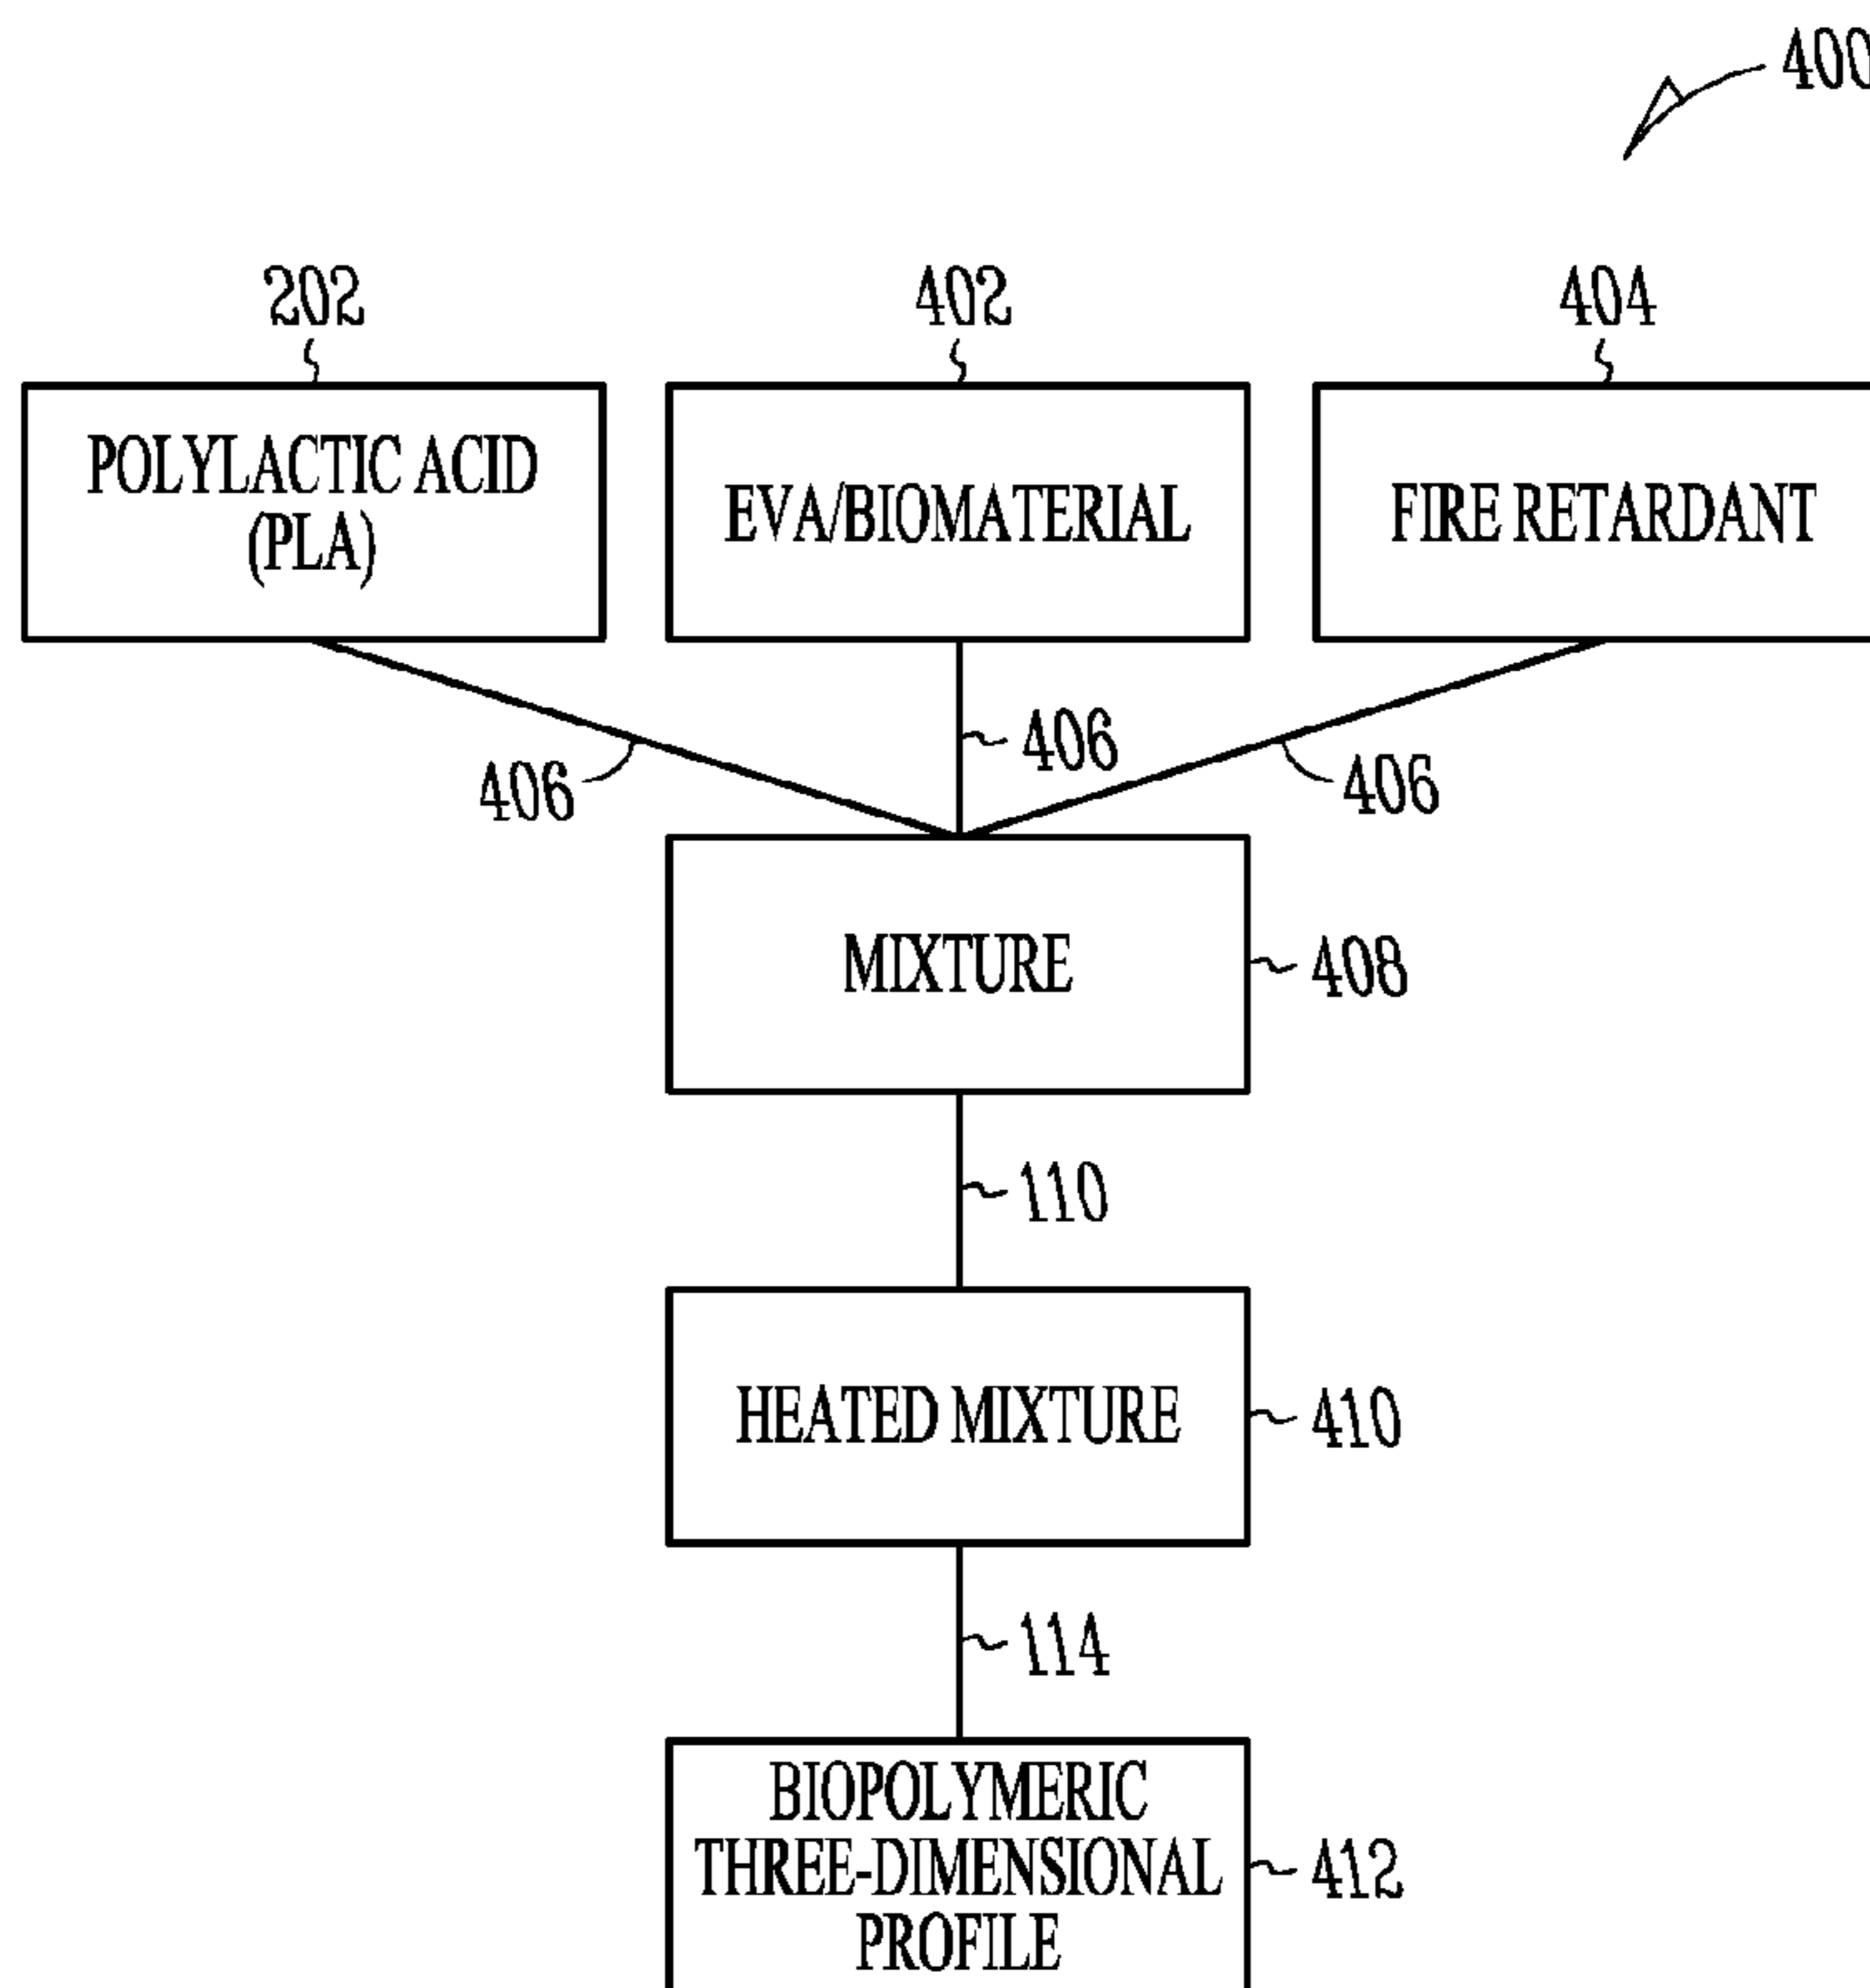 400
202
402
404
POLYLACTIC ACID
(PLA)
EVA/BIOMATERIAL
FIRE RETARDANT
406
406
406
MIXTURE
408
110
HEATED MIXTURE
410
114
BIOPOLYMERIC
THREE-DIMENSIONAL
PROFILE
412